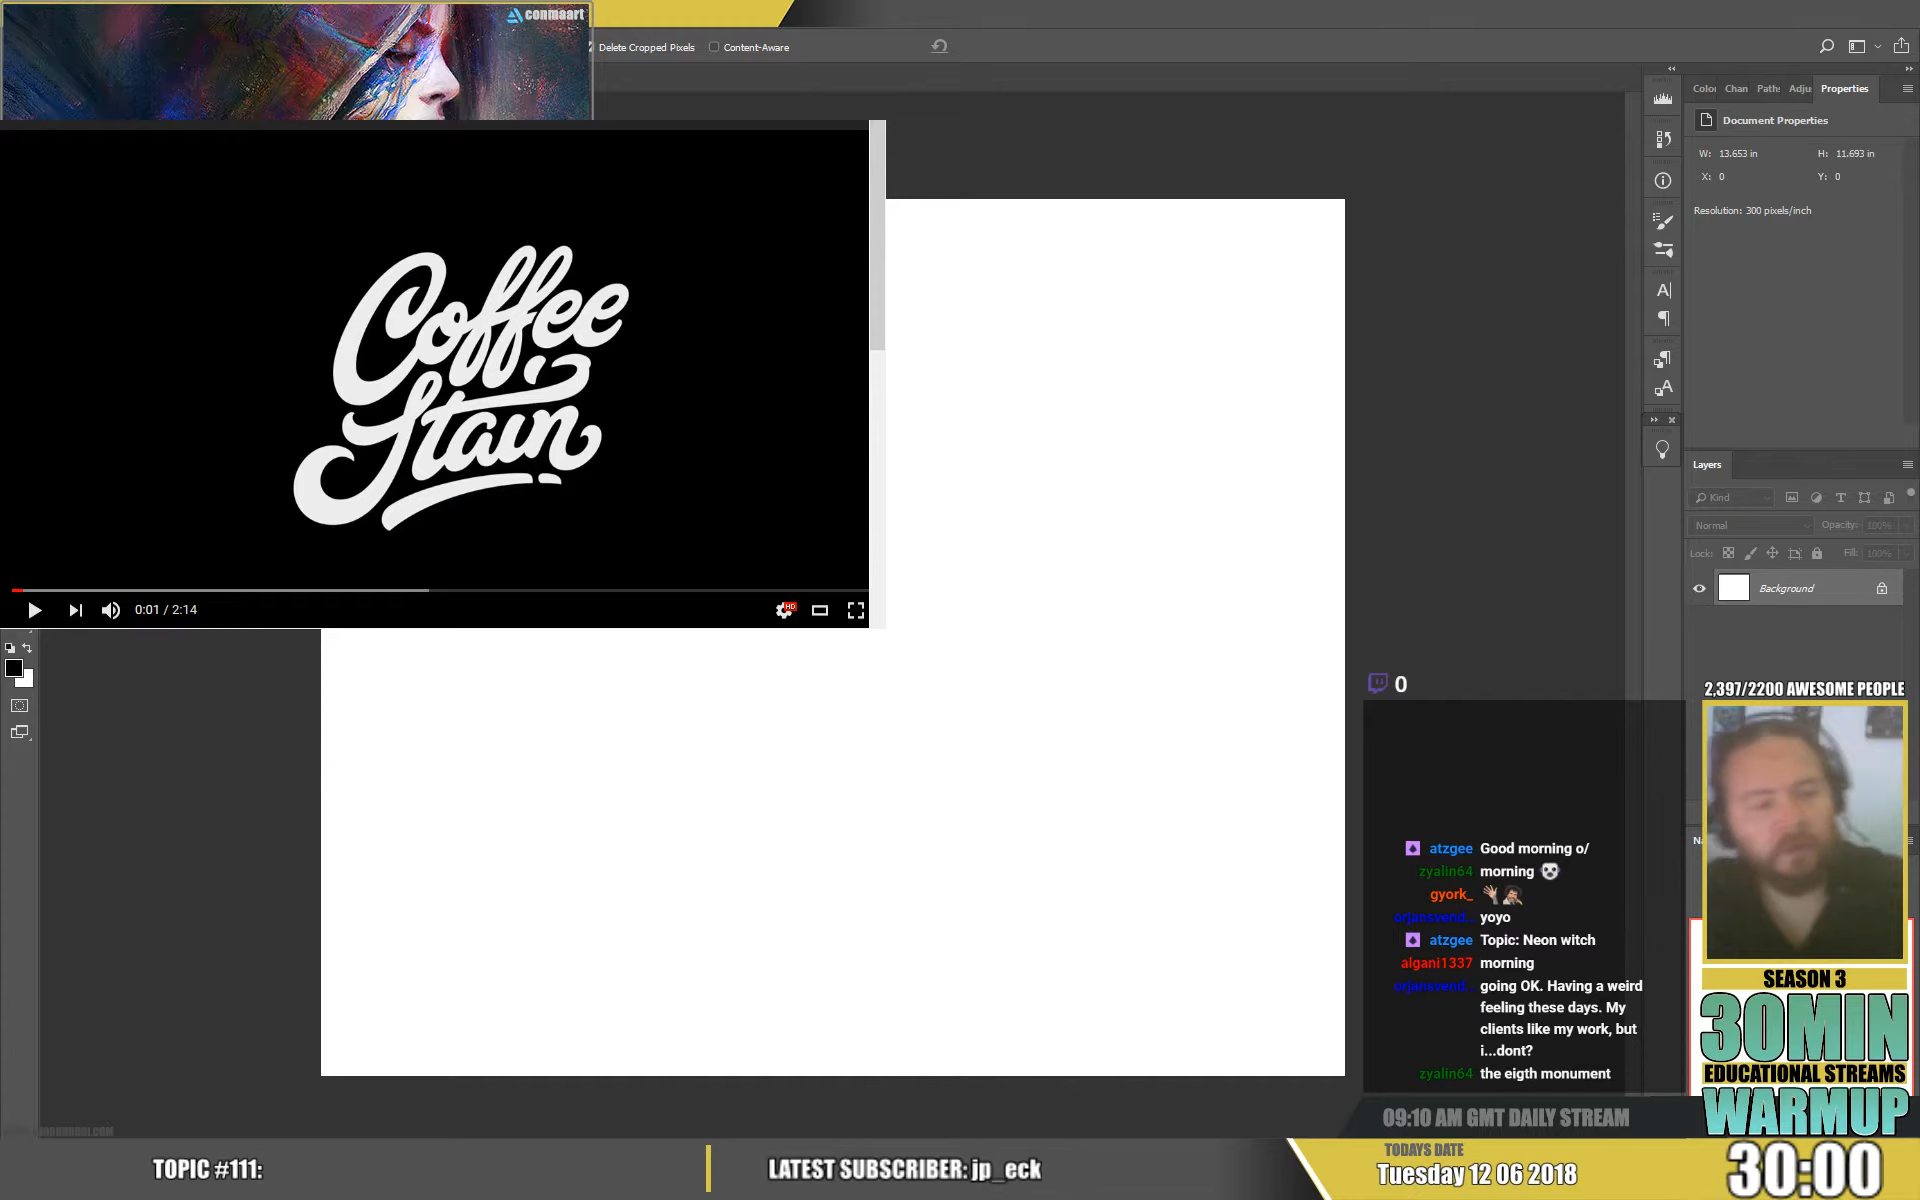 conmaart
Delete Cropped Pixels
Content-Aware
Chan
Properties
Document Properties
W: 13.653 in
H: 11.693 in
X: 0
Y: 0
Resolution: 300 pixels/inch
Coffee
Stain
0:01 / 2:14
HD
Layers
Kind
Normal
Opacity: 100%
Lock:
Fill: 100%
Background
2,397/2200 AWESOME PEOPLE
0
atzgee Good morning o/
zyalin64 morning
gyork_
orjansvend... yoyo
atzgee Topic: Neon witch
algani1337 morning
orjansvend... going OK. Having a weird
feeling these days. My
clients like my work, but
i...dont?
zyalin64 the eigth monument
SEASON 3
30MIN
EDUCATIONAL STREAMS
WARMUP
30:00
09:10 AM GMT DAILY STREAM
TODAYS DATE
Tuesday 12 06 2018
TOPIC #111:
LATEST SUBSCRIBER: jp_eck